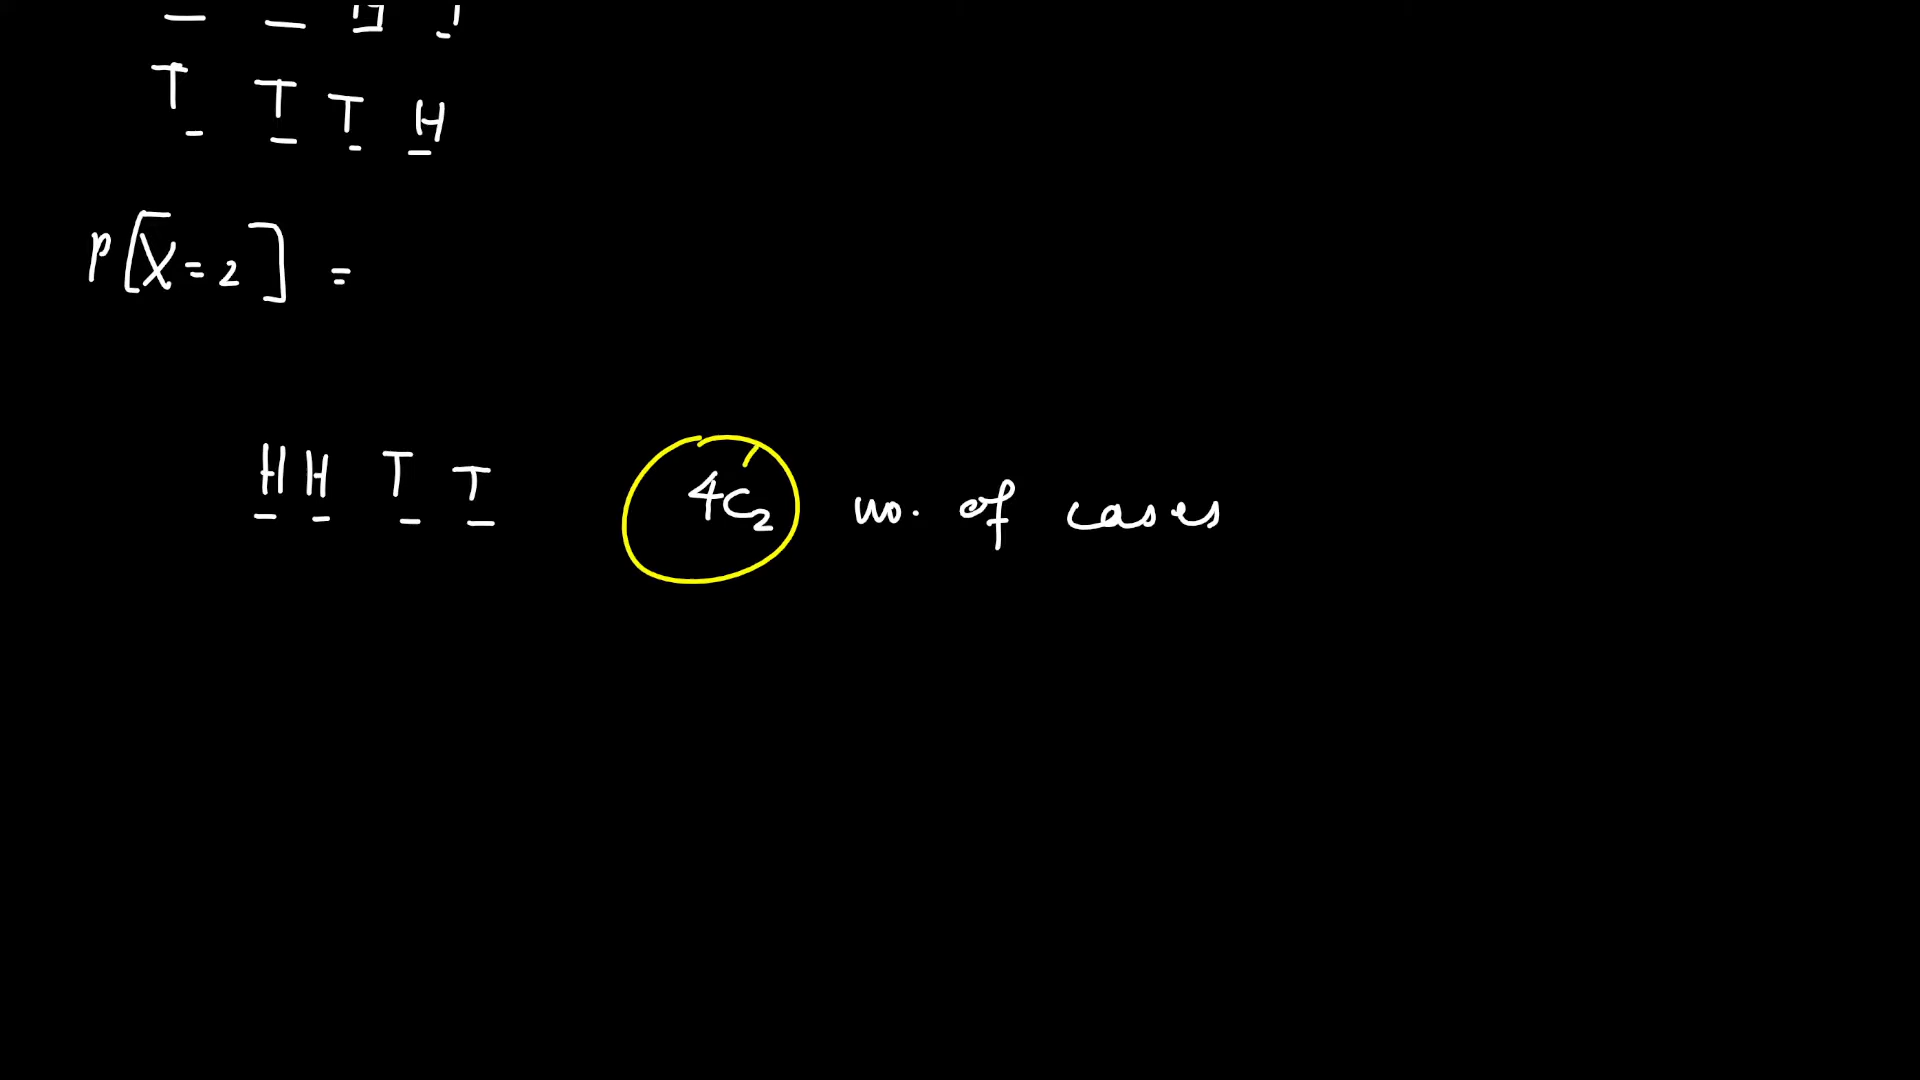 T T T H
P[X=2] =
H H T T 4C2 no. of cases